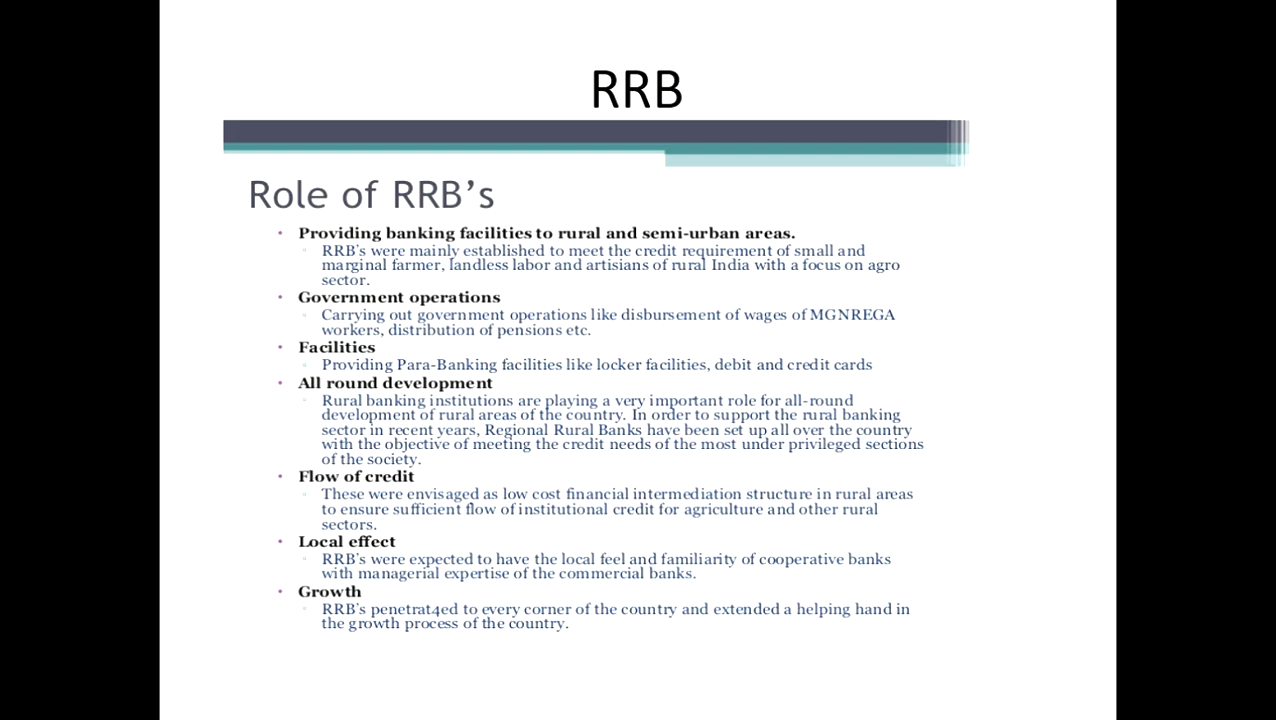 RRB
Role of RRB's
• Providing banking facilities to rural and semi-urban areas.
▫ RRB's were mainly established to meet the credit requirement of small and
marginal farmer, landless labor and artisians of rural India with a focus on agro
sector.
• Government operations
▫ Carrying out government operations like disbursement of wages of MGNREGA
workers, distribution of pensions etc.
• Facilities
▫ Providing Para-Banking facilities like locker facilities, debit and credit cards
• All round development
▫ Rural banking institutions are playing a very important role for all-round
development of rural areas of the country. In order to support the rural banking
sector in recent years, Regional Rural Banks have been set up all over the country
with the objective of meeting the credit needs of the most under privileged sections
of the society.
• Flow of credit
▫ These were envisaged as low cost financial intermediation structure in rural areas
to ensure sufficient flow of institutional credit for agriculture and other rural
sectors.
• Local effect
▫ RRB's were expected to have the local feel and familiarity of cooperative banks
with managerial expertise of the commercial banks.
• Growth
▫ RRB's penetrat4ed to every corner of the country and extended a helping hand in
the growth process of the country.